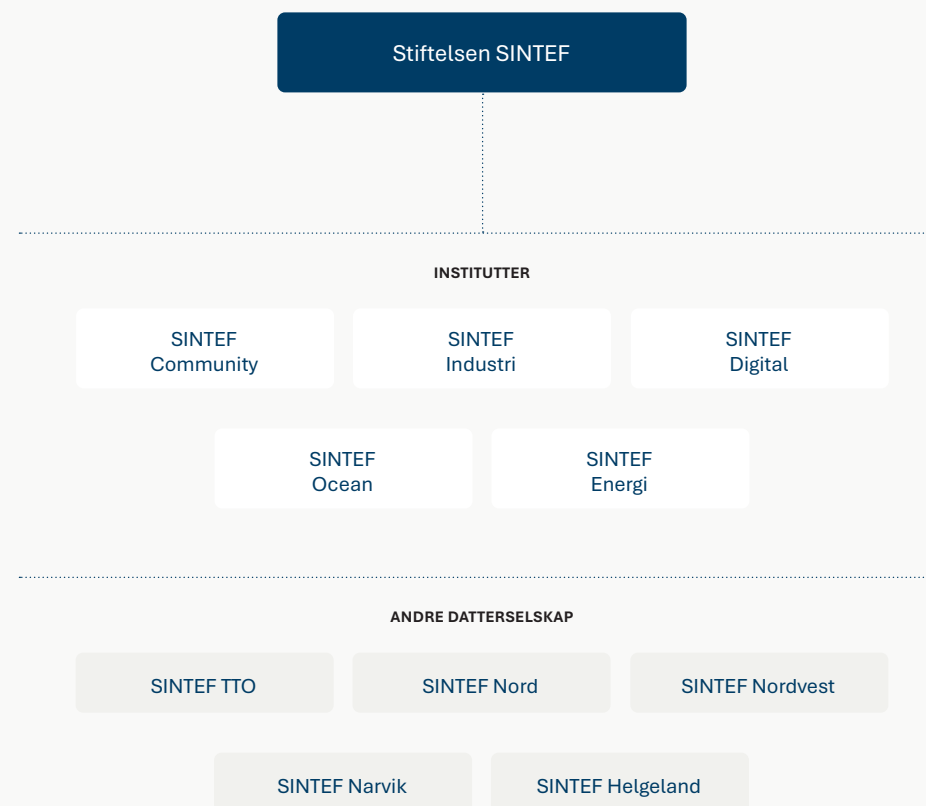 Stiftelsen SINTEF
INSTITUTTER
SINTEF
Community
SINTEF
Industri
SINTEF
Digital
SINTEF
Ocean
SINTEF
Energi
ANDRE DATTERSELSKAP
SINTEF TTO
SINTEF Nord
SINTEF Nordvest
SINTEF Narvik
SINTEF Helgeland